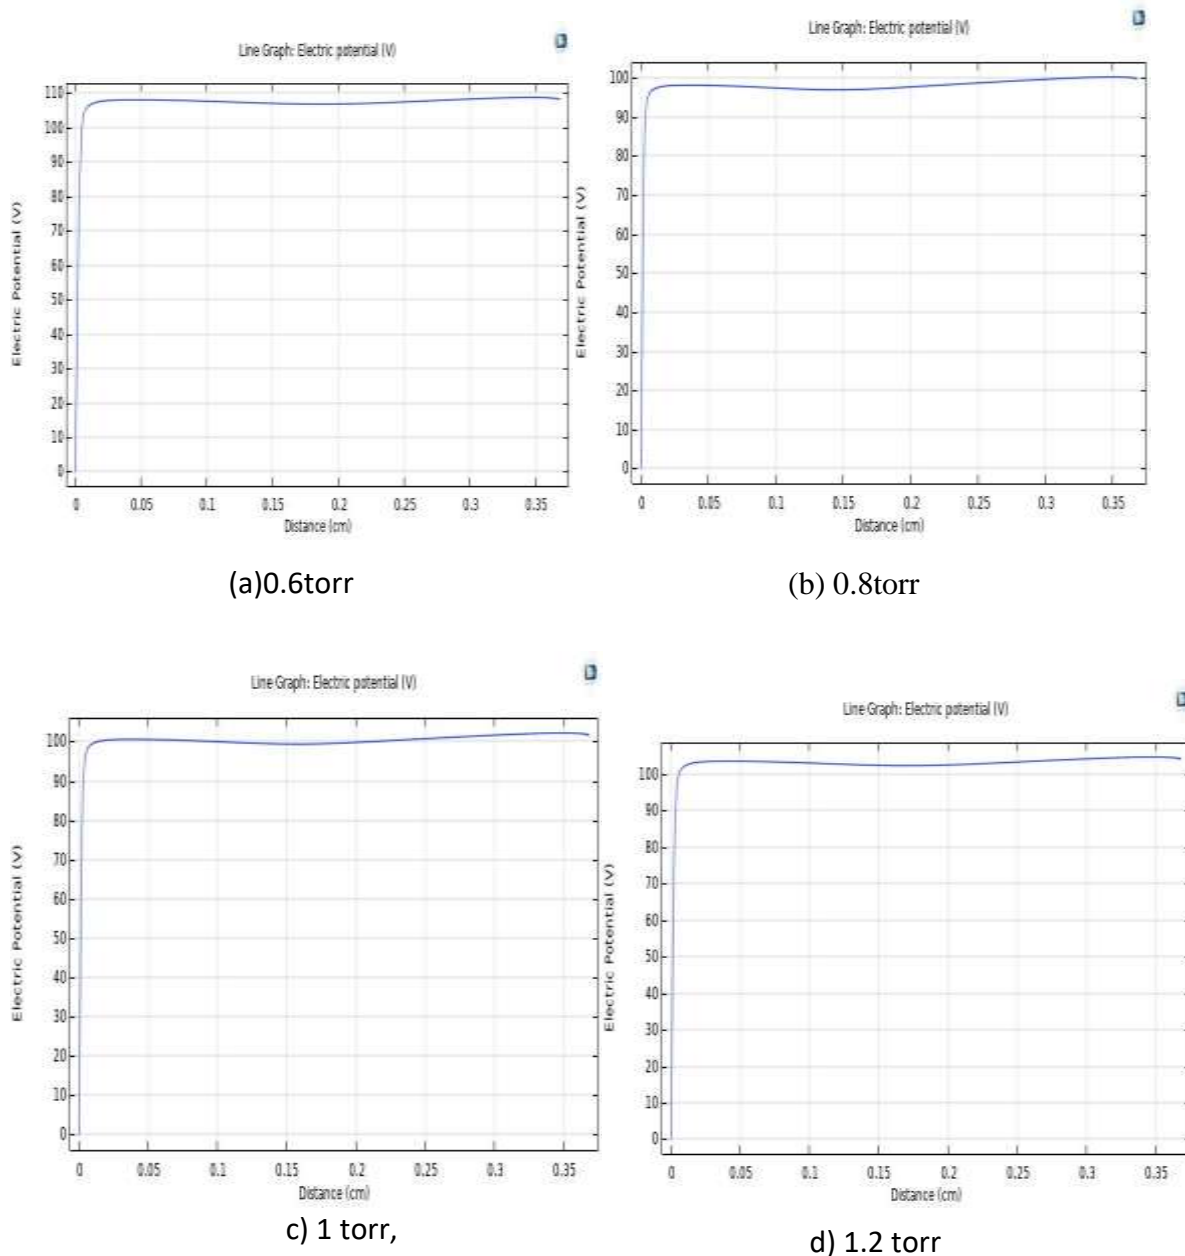 Line Graph: Electric potential (V)
110
100
90
80
70
60
50
40
30
20
10
0
Electric Potential (V)
0 0.05 0.1 0.15 0.2 0.25 0.3 0.35
Distance (cm)
(a)0.6torr
Line Graph: Electric potential (V)
100
90
80
70
60
50
40
30
20
10
0
Electric Potential (V)
0 0.05 0.1 0.15 0.2 0.25 0.3 0.35
Distance (cm)
(b) 0.8torr
Line Graph: Electric potential (V)
100
90
80
70
60
50
40
30
20
10
0
Electric Potential (V)
0 0.05 0.1 0.15 0.2 0.25 0.3 0.35
Distance (cm)
c) 1 torr,
Line Graph: Electric potential (V)
100
90
80
70
60
50
40
30
20
10
0
Electric Potential (V)
0 0.05 0.1 0.15 0.2 0.25 0.3 0.35
Distance (cm)
d) 1.2 torr